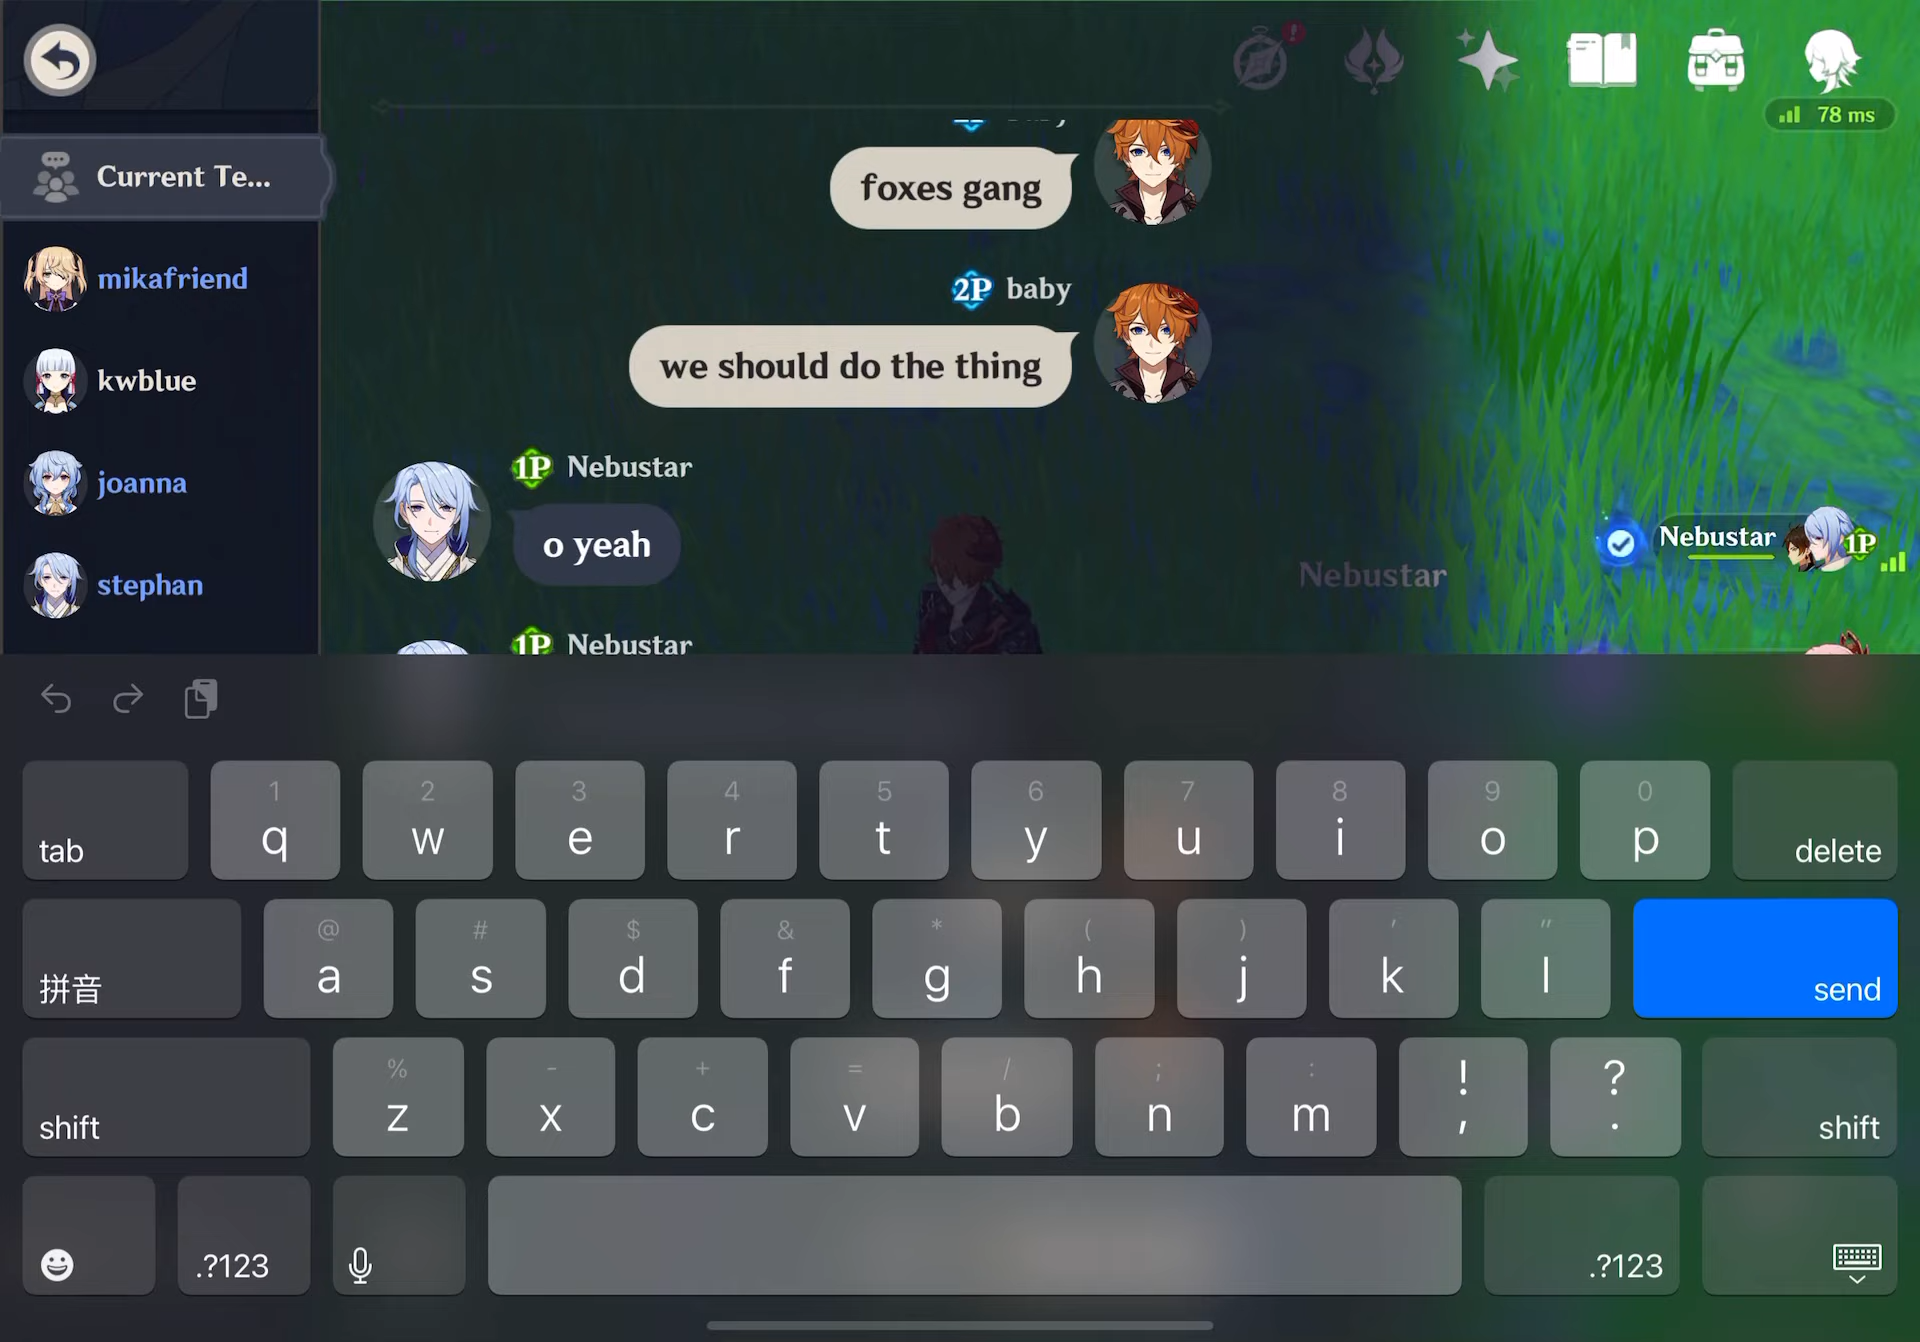 78 ms
Current Te...
foxes gang
mikafriend
2P baby
kwblue
we should do the thing
joanna
1P Nebustar
o yeah
Nebustar 1P
Nebustar
stephan
1P Nebustar
1 2 3 4 5 6 7 8 9 0
tab q w e r t y u i o p delete
@ # $ & * ( ) ' "
拼音 a s d f g h j k l send
% - + = / ; : ! ?
shift z x c v b n m , . shift
.?123 .?123